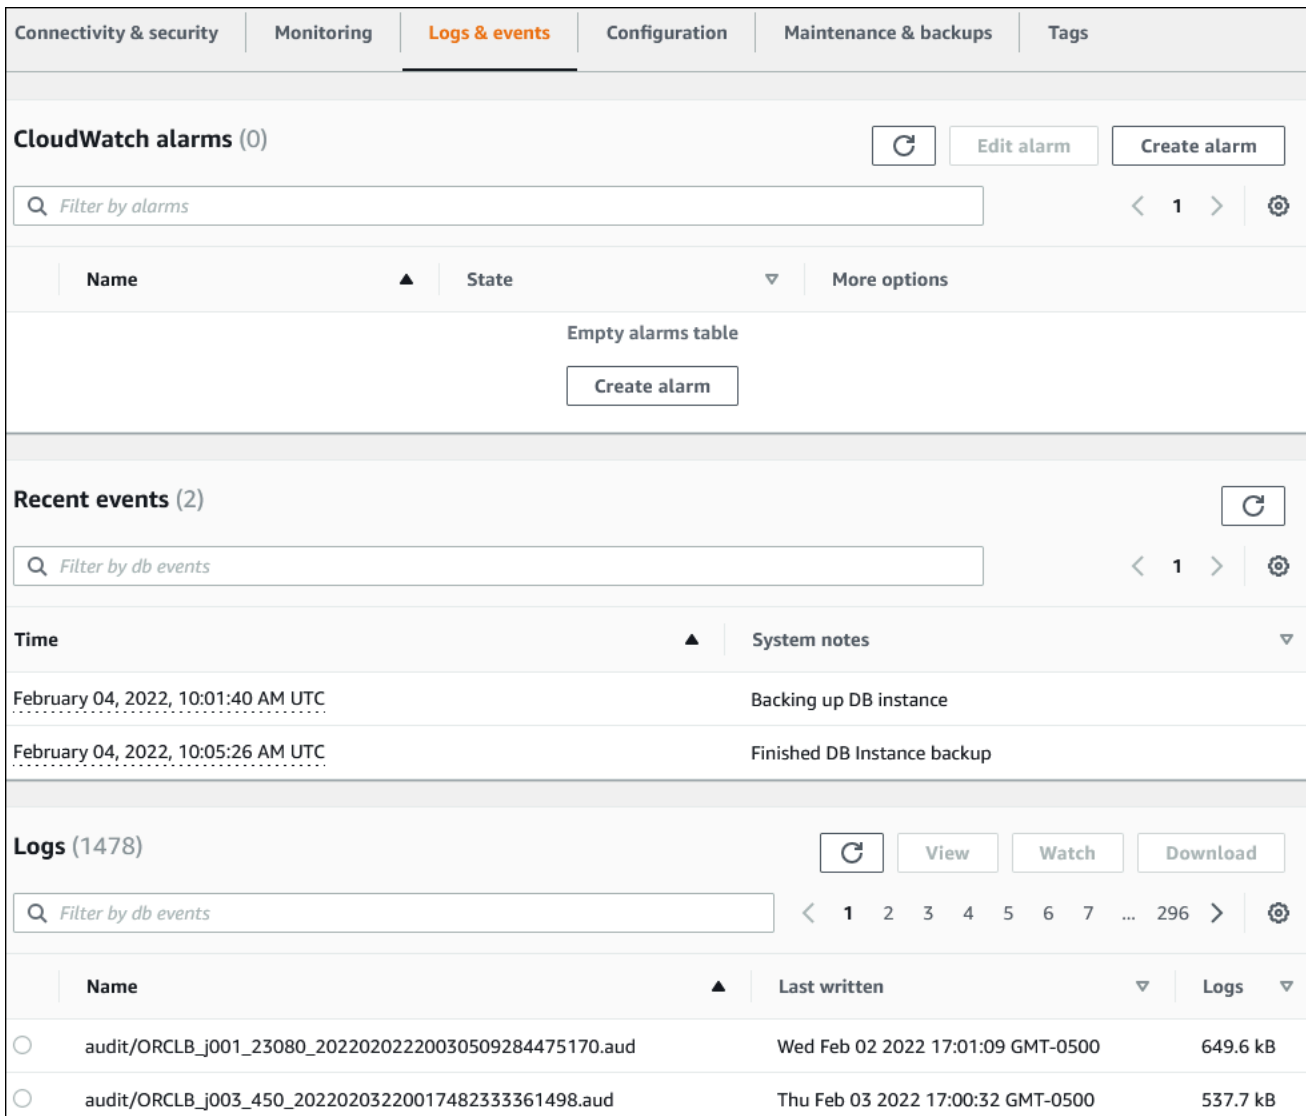 Connectivity & security Monitoring Logs & events Configuration Maintenance & backups Tags
CloudWatch alarms (0) Edit alarm Create alarm
Filter by alarms 1
Name State More options
Empty alarms table
Create alarm
Recent events (2)
Filter by db events 1
Time System notes
February 04, 2022, 10:01:40 AM UTC Backing up DB instance
February 04, 2022, 10:05:26 AM UTC Finished DB Instance backup
Logs (1478) View Watch Download
Filter by db events 1 2 3 4 5 6 7 ... 296
Name Last written Logs
audit/ORCLB_j001_23080_20220202220030509284475170.aud Wed Feb 02 2022 17:01:09 GMT-0500 649.6 kB
audit/ORCLB_j003_450_20220203220017482333361498.aud Thu Feb 03 2022 17:00:32 GMT-0500 537.7 kB